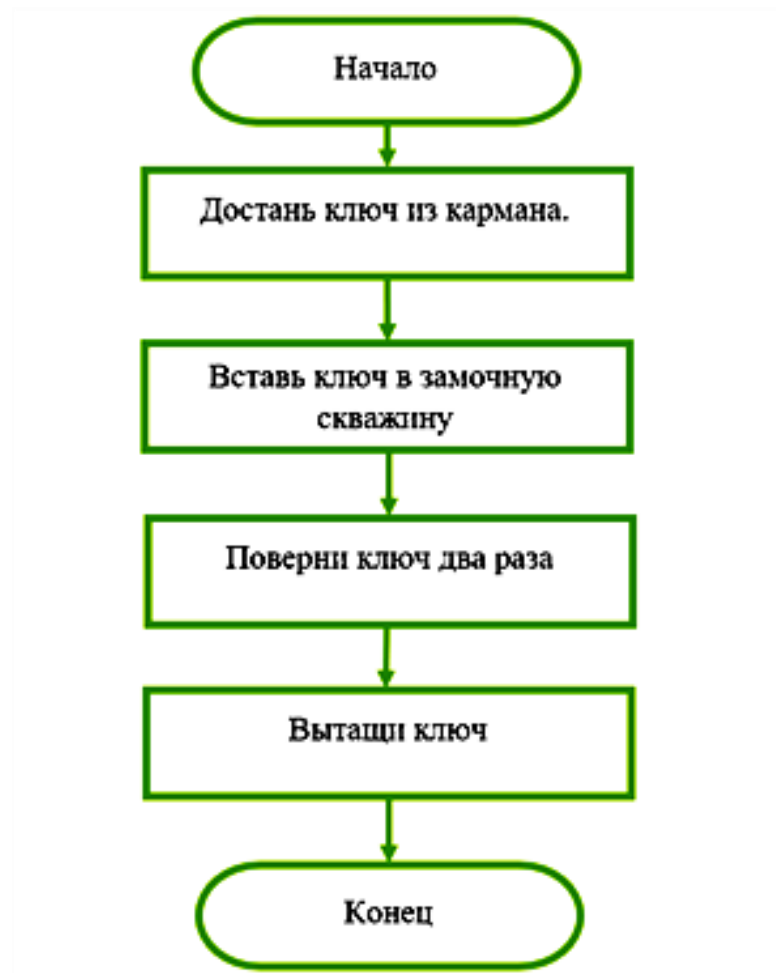 Начало
Достань ключ из кармана.
Вставь ключ в замочную
скважину
Поверни ключ два раза
Вытащи ключ
Конец